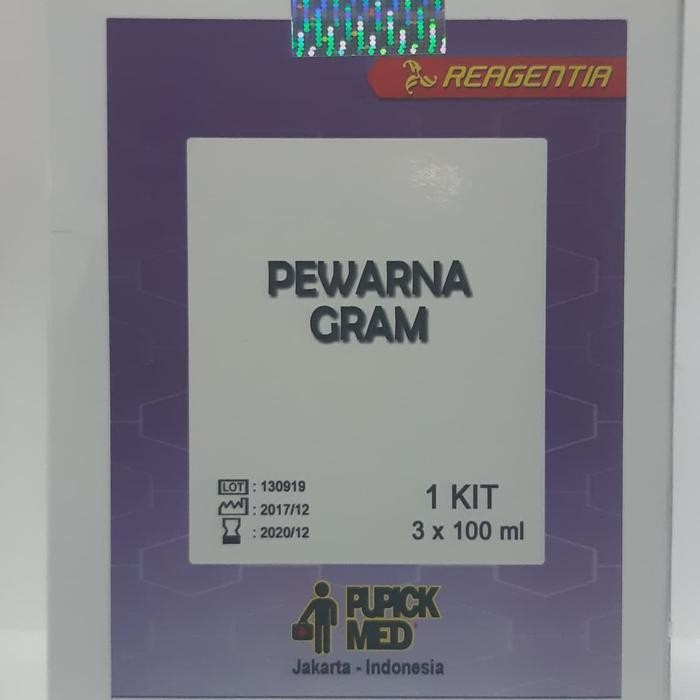 REAGENTIA
PEWARNA
GRAM
LOT : 130919
: 2017/12
: 2020/12
1 KIT
3 x 100 ml
PUPICK
MED
Jakarta - Indonesia